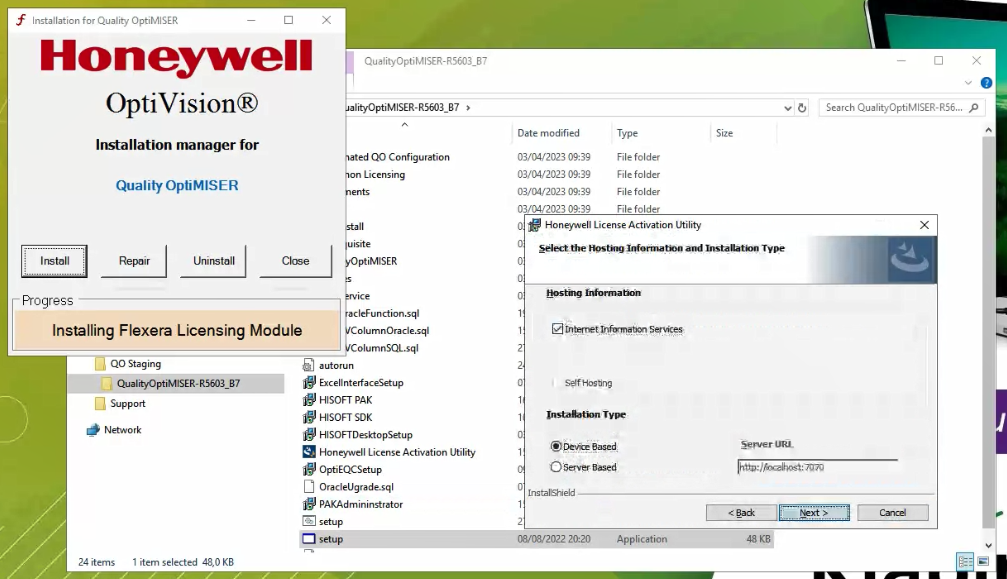 Installation for Quality OptiMISER
Honeywell
OptiVision®
Installation manager for
Quality OptiMISER
Install
Repair
Uninstall
Close
Progress
Installing Flexera Licensing Module
QualityOptiMISER-R5603_B7
ualityOptiMISER-R5603_B7 >
Search QualityOptiMISER-R56...
Date modified
Type
Size
nated QO Configuration
03/04/2023 09:39
File folder
non Licensing
03/04/2023 09:39
File folder
ments
03/04/2023 09:39
File folder
03/04/2023 09:39
File folder
stall
quisite
yOptiMISER
es
ervice
racleFunction.sql
VColumnOracle.sql
VColumnSQL.sql
autorun
ExcelInterfaceSetup
HISOFT PAK
HISOFT SDK
HISOFTDesktopSetup
Honeywell License Activation Utility
OptiEQCSetup
OracleUgrade.sql
PAKAdmininstrator
setup
setup
08/08/2022 20:20
Application
48 KB
QO Staging
QualityOptiMISER-R5603_B7
Support
Network
24 items
1 item selected 48,0 KB
Honeywell License Activation Utility
Select the Hosting Information and Installation Type
Hosting Information
Internet Information Services
Self Hosting
Installation Type
Device Based
Server Based
Server URL
http://localhost:7070
InstallShield
< Back
Next >
Cancel